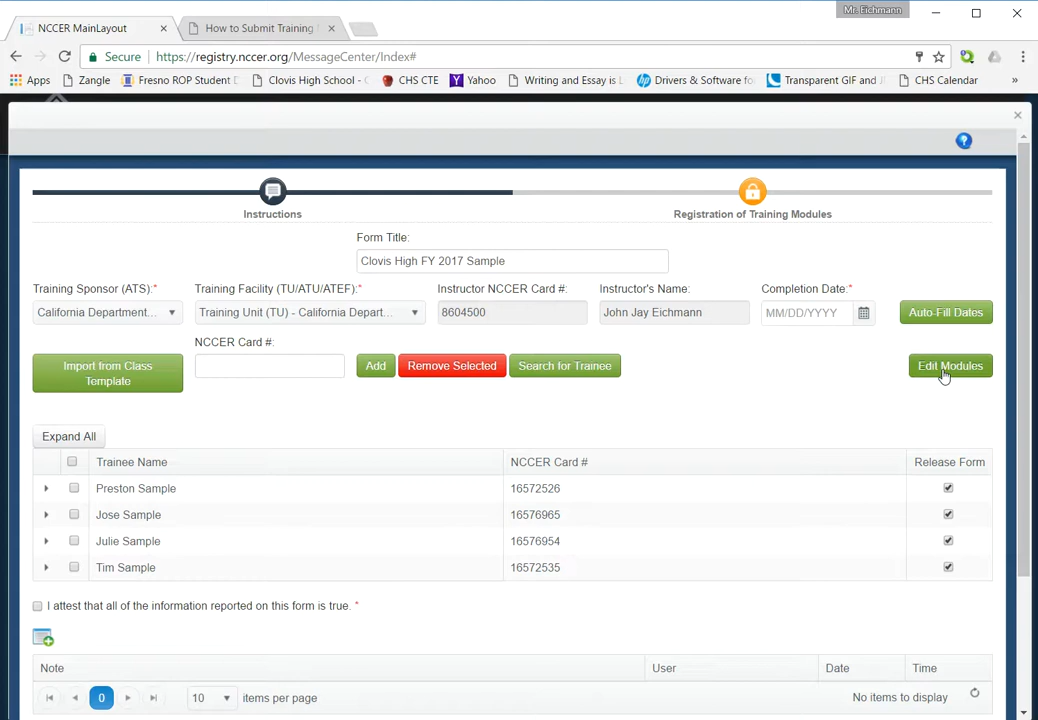 Mr. Eichmann
NCCER MainLayout
How to Submit Training
Secure
https://registry.nccer.org/MessageCenter/Index#
Apps
Zangle
Fresno ROP Student
Clovis High School -
CHS CTE
Yahoo
Writing and Essay is
Drivers & Software fo
Transparent GIF and
CHS Calendar
»
Instructions
Registration of Training Modules
Form Title:
Clovis High FY 2017 Sample
Training Sponsor (ATS):*
Training Facility (TU/ATU/ATEF):*
Instructor NCCER Card #:
Instructor's Name:
Completion Date:*
California Department...
Training Unit (TU) - California Depart...
8604500
John Jay Eichmann
MM/DD/YYYY
Auto-Fill Dates
NCCER Card #:
Import from Class
Template
Add
Remove Selected
Search for Trainee
Edit Modules
Expand All
Trainee Name
NCCER Card #
Release Form
Preston Sample
16572526
Jose Sample
16576965
Julie Sample
16576954
Tim Sample
16572535
I attest that all of the information reported on this form is true. *
Note
User
Date
Time
0
10
items per page
No items to display